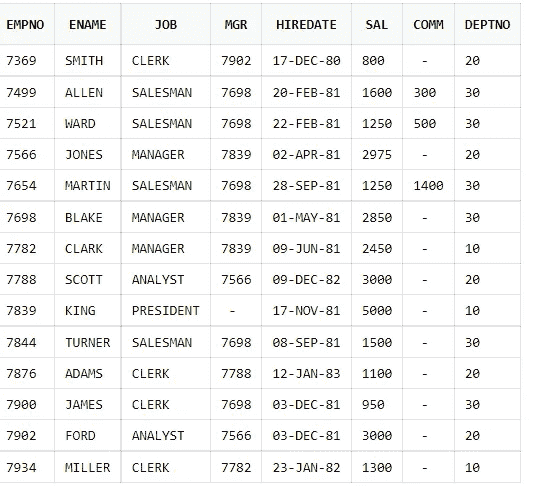 EMPNO ENAME JOB MGR HIREDATE SAL COMM DEPTNO
7369 SMITH CLERK 7902 17-DEC-80 800 - 20
7499 ALLEN SALESMAN 7698 20-FEB-81 1600 300 30
7521 WARD SALESMAN 7698 22-FEB-81 1250 500 30
7566 JONES MANAGER 7839 02-APR-81 2975 - 20
7654 MARTIN SALESMAN 7698 28-SEP-81 1250 1400 30
7698 BLAKE MANAGER 7839 01-MAY-81 2850 - 30
7782 CLARK MANAGER 7839 09-JUN-81 2450 - 10
7788 SCOTT ANALYST 7566 09-DEC-82 3000 - 20
7839 KING PRESIDENT - 17-NOV-81 5000 - 10
7844 TURNER SALESMAN 7698 08-SEP-81 1500 - 30
7876 ADAMS CLERK 7788 12-JAN-83 1100 - 20
7900 JAMES CLERK 7698 03-DEC-81 950 - 30
7902 FORD ANALYST 7566 03-DEC-81 3000 - 20
7934 MILLER CLERK 7782 23-JAN-82 1300 - 10